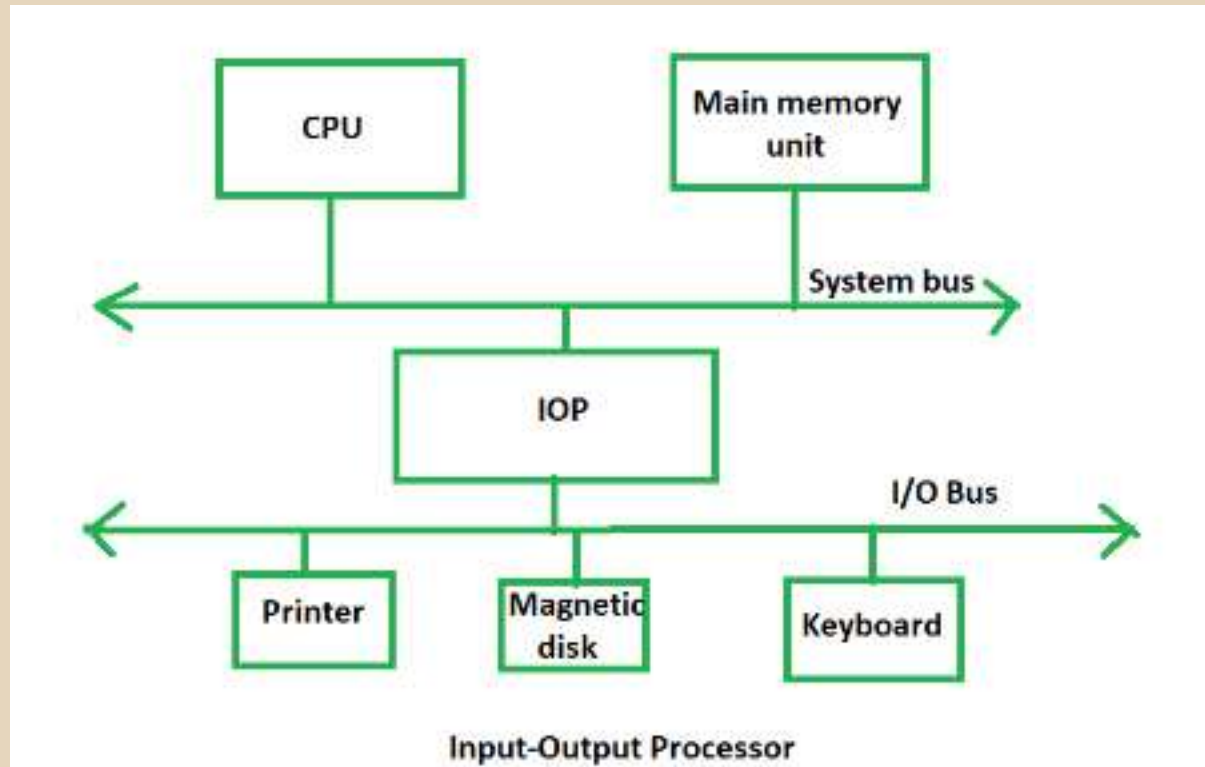 CPU
Main memory
unit
System bus
IOP
I/O Bus
Printer
Magnetic
disk
Keyboard
Input-Output Processor